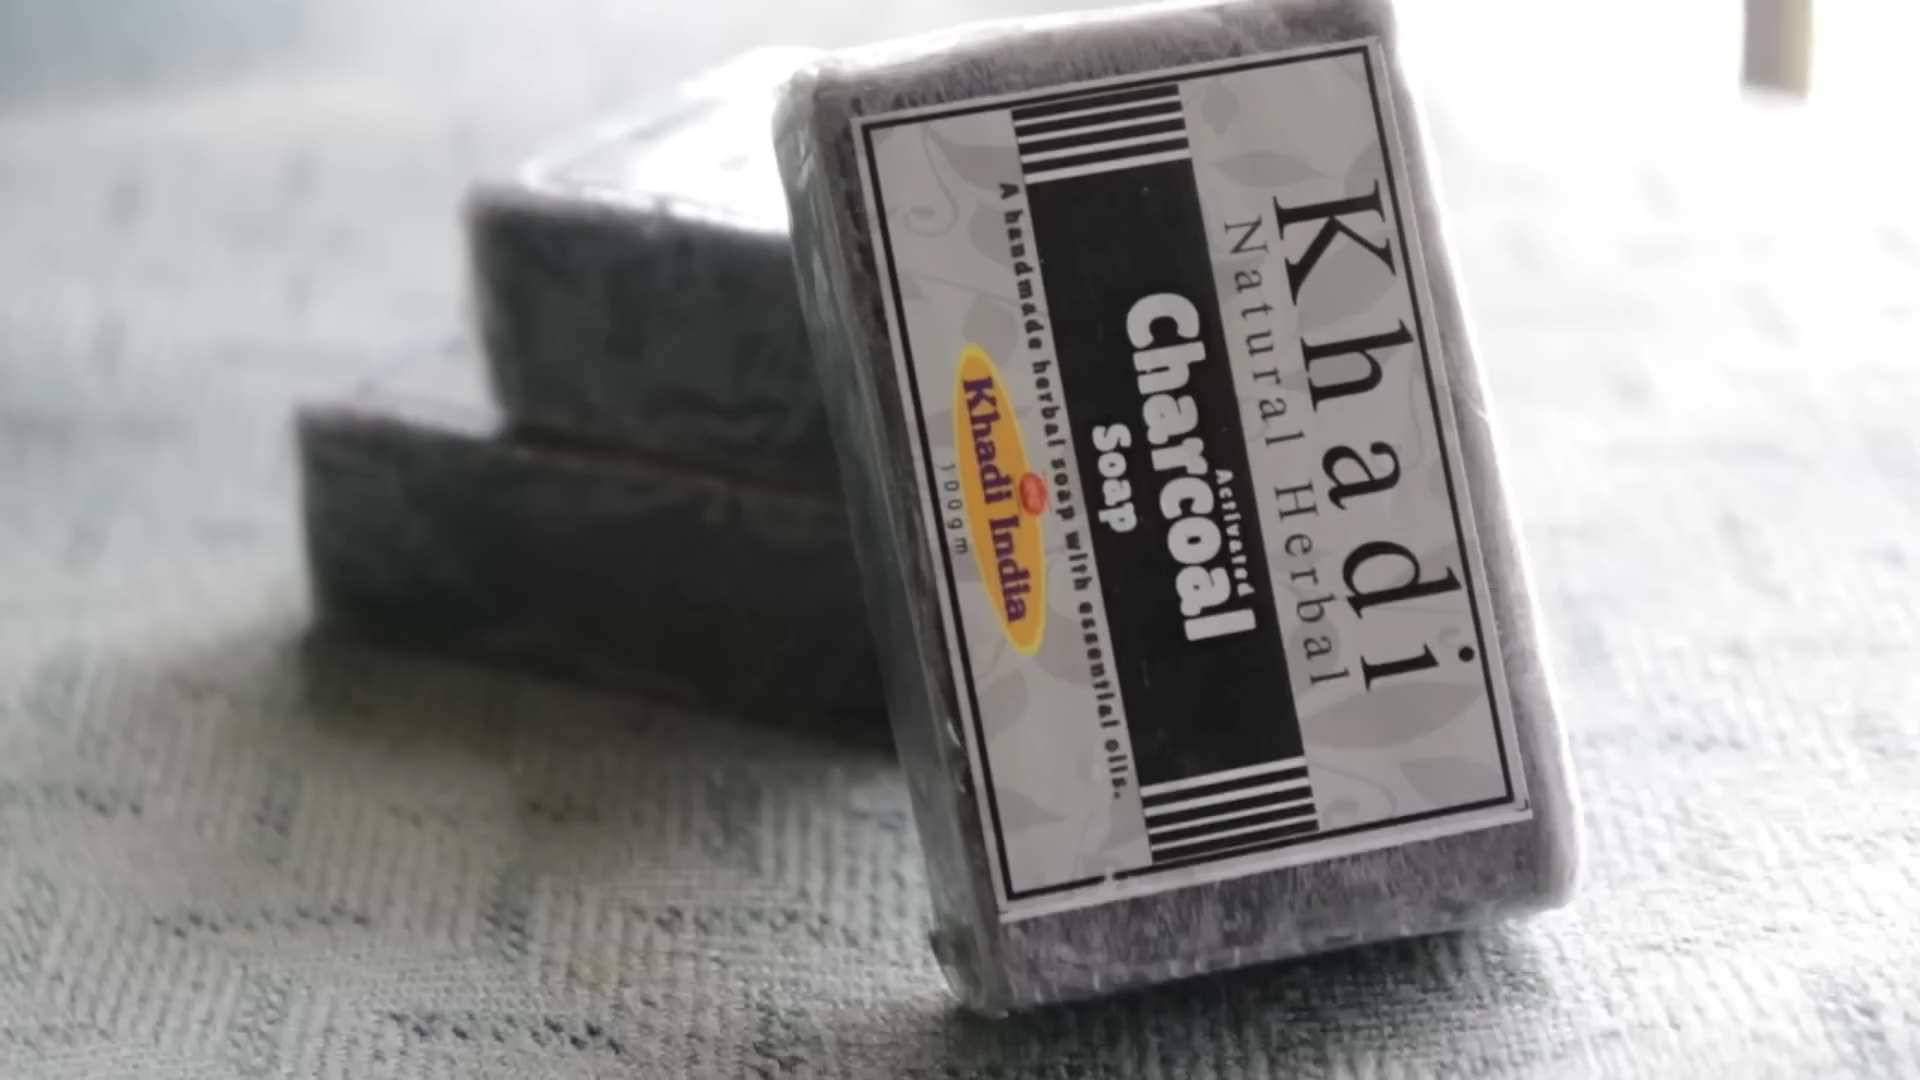 Khadi
Natural Herbal
Activated
Charcoal
Soap
A handmade herbal soap with essential oils.
Khadi India
100gm